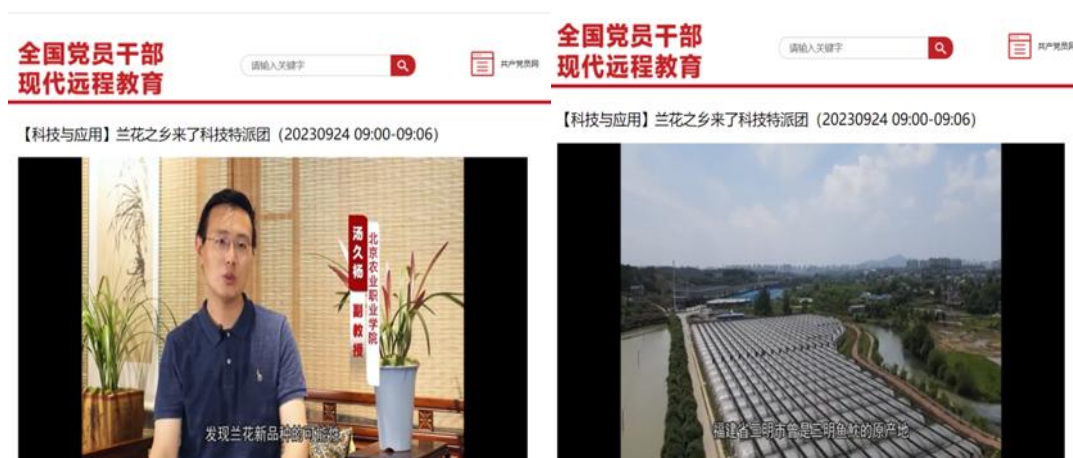 全国党员干部
现代远程教育
请输入关键字
共产党员网
【科技与应用】兰花之乡来了科技特派团（20230924 09:00-09:06）
北京农业职业学院
汤久杨 副教授
发现兰花新品种的可能性
全国党员干部
现代远程教育
请输入关键字
共产党员网
【科技与应用】兰花之乡来了科技特派团（20230924 09:00-09:06）
福建省三明市曾是三明鱼鱿的原产地